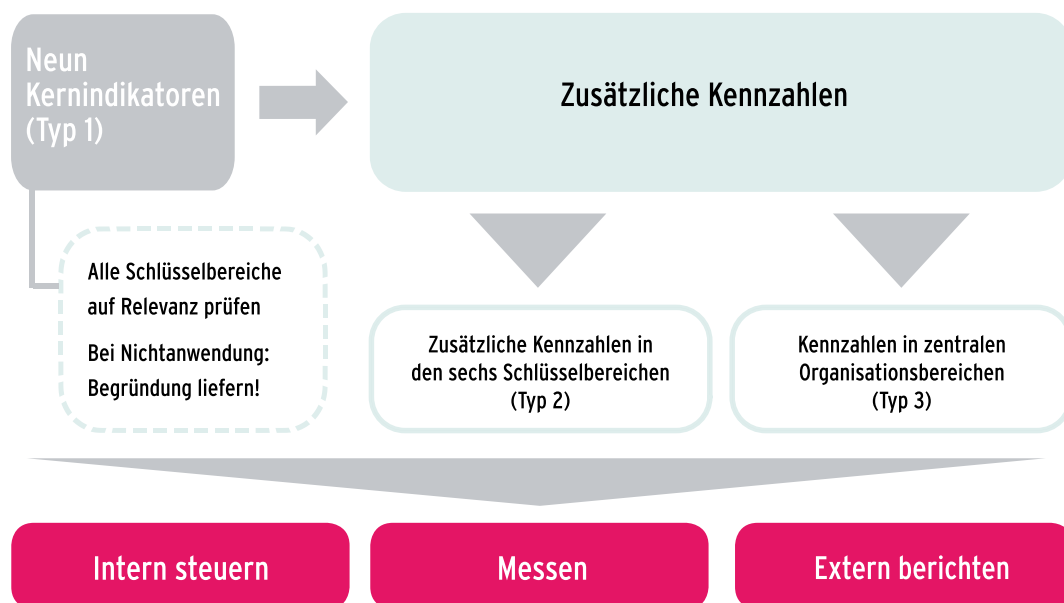 Neun
Kernindikatoren
(Typ 1)
Zusätzliche Kennzahlen
Alle Schlüsselbereiche
auf Relevanz prüfen
Bei Nichtanwendung:
Begründung liefern!
Zusätzliche Kennzahlen in
den sechs Schlüsselbereichen
(Typ 2)
Kennzahlen in zentralen
Organisationsbereichen
(Typ 3)
Intern steuern
Messen
Extern berichten